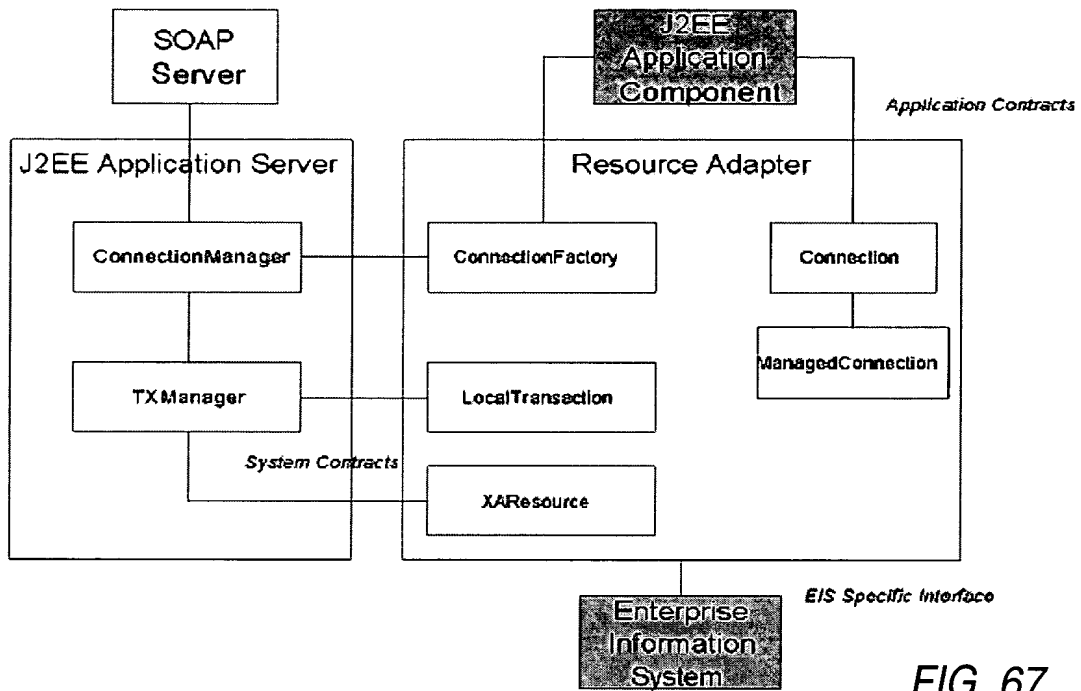 SOAP
Server
J2EE
Application
Component
Application Contracts
J2EE Application Server
Resource Adapter
ConnectionManager
ConnectionFactory
Connection
ManagedConnection
TXManager
LocalTransaction
System Contracts
XAResource
EIS Specific Interface
Enterprise
Information
System
FIG. 67